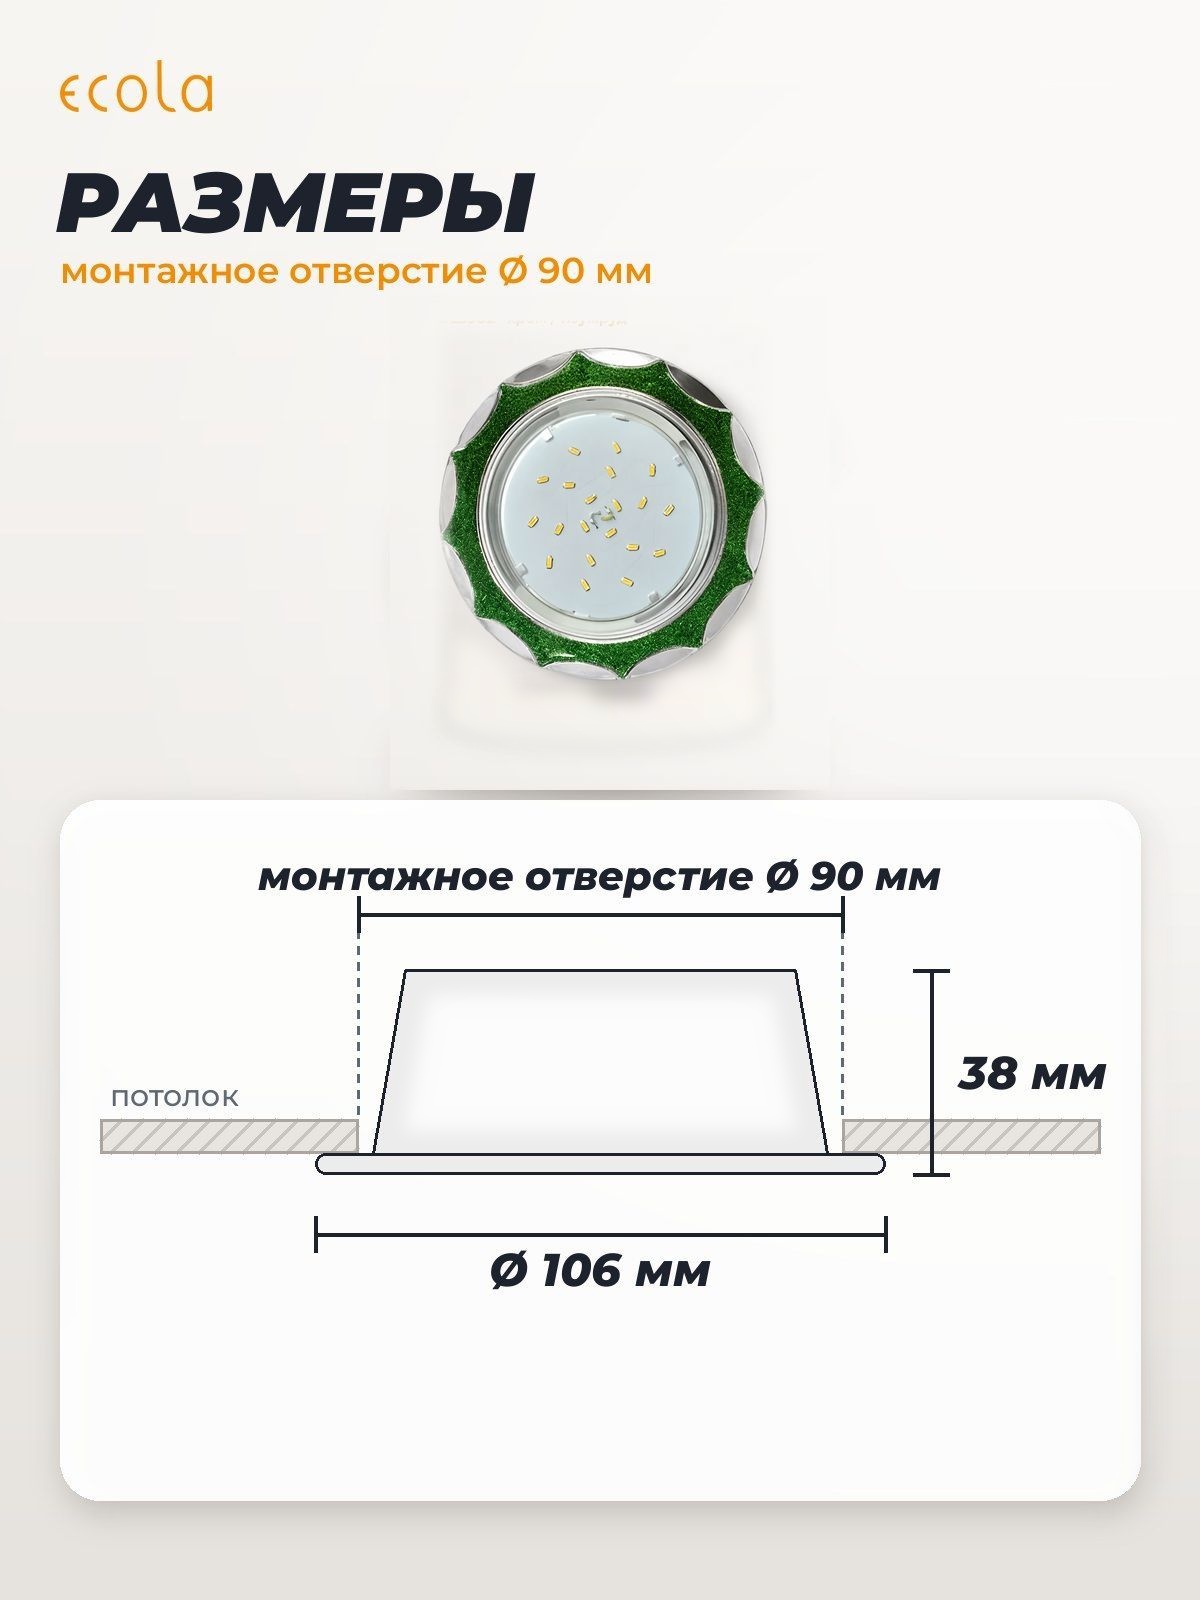 ecola
РАЗМЕРЫ
монтажное отверстие Ø 90 мм
монтажное отверстие Ø 90 мм
38 мм
потолок
Ø 106 мм